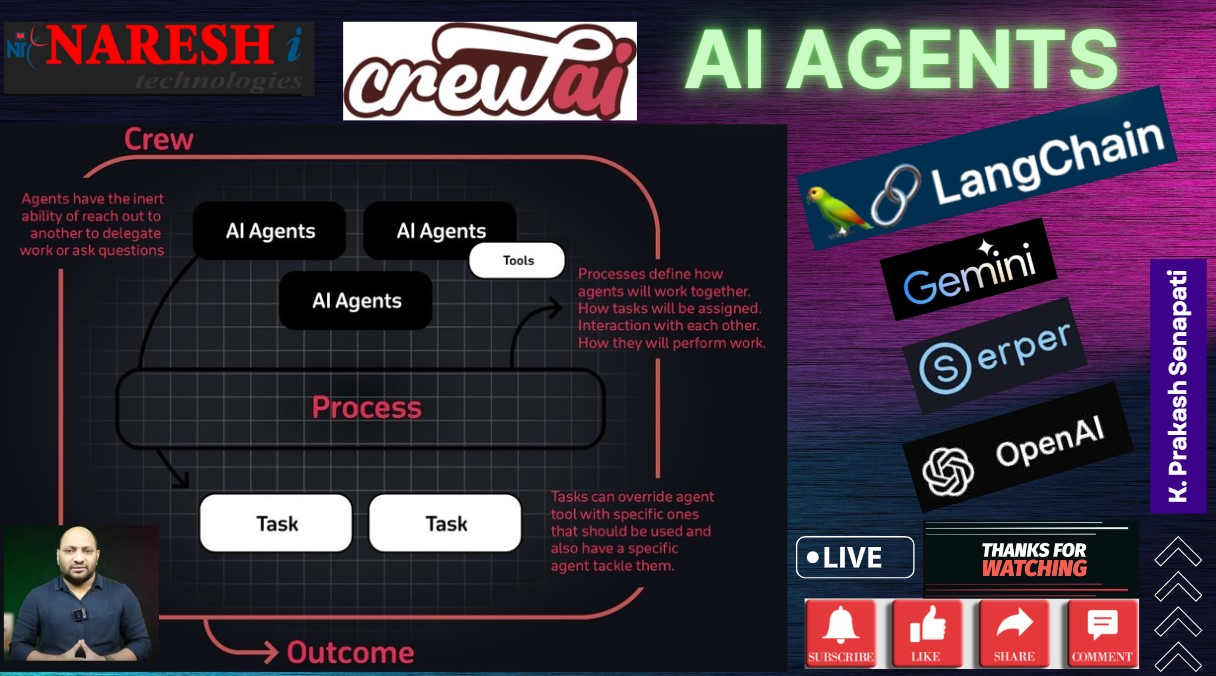 NARESH i
technologies
crewai
AI AGENTS
Crew
Agents have the inert
ability of reach out to
another to delegate
work or ask questions
AI Agents
AI Agents
Tools
AI Agents
Processes define how
agents will work together.
How tasks will be assigned.
Interaction with each other.
How they will perform work.
Process
Task
Task
Tasks can override agent
tool with specific ones
that should be used and
also have a specific
agent tackle them.
Outcome
LangChain
Gemini
Serper
OpenAI
K. Prakash Senapati
LIVE
THANKS FOR
WATCHING
SUBSCRIBE
LIKE
SHARE
COMMENT